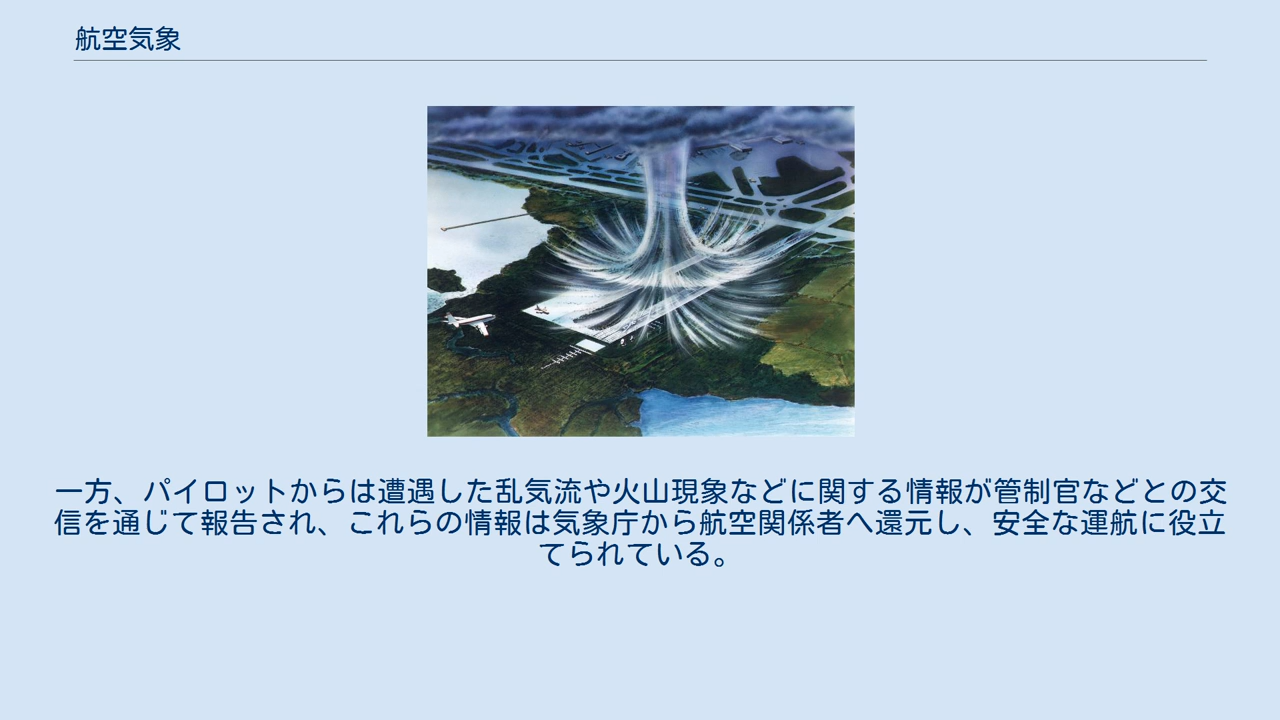 航空気象
一方、パイロットからは遭遇した乱気流や火山現象などに関する情報が管制官などとの交
信を通じて報告され、これらの情報は気象庁から航空関係者へ還元し、安全な運航に役立
てられている。